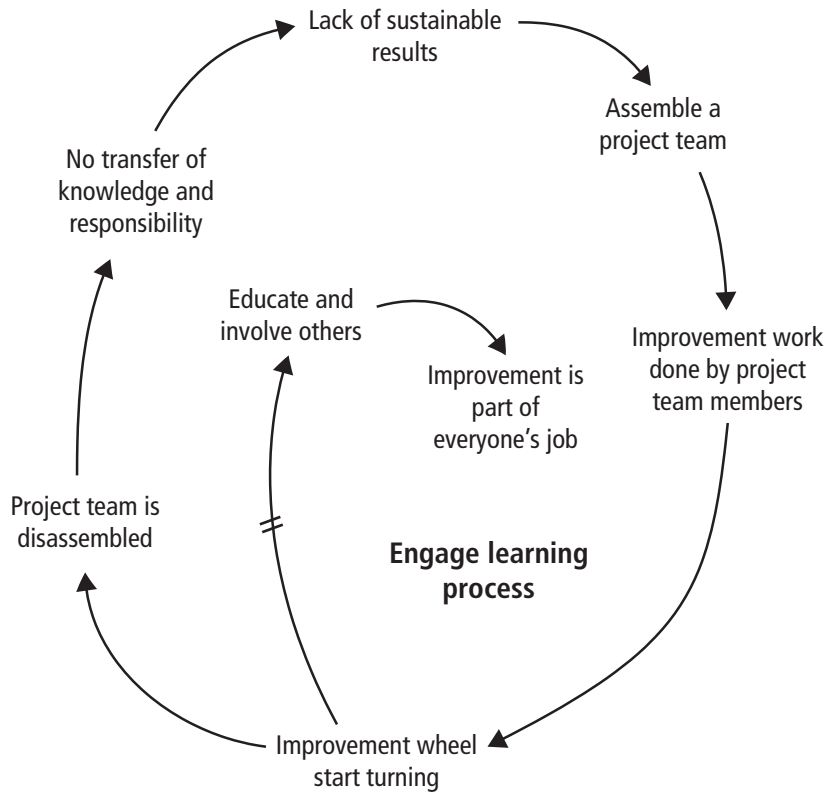 Lack of sustainable
results
Assemble a
project team
No transfer of
knowledge and
responsibility
Educate and
involve others
Improvement work
done by project
team members
Improvement is
part of
everyone’s job
Project team is
disassembled
Engage learning
process
Improvement wheel
start turning